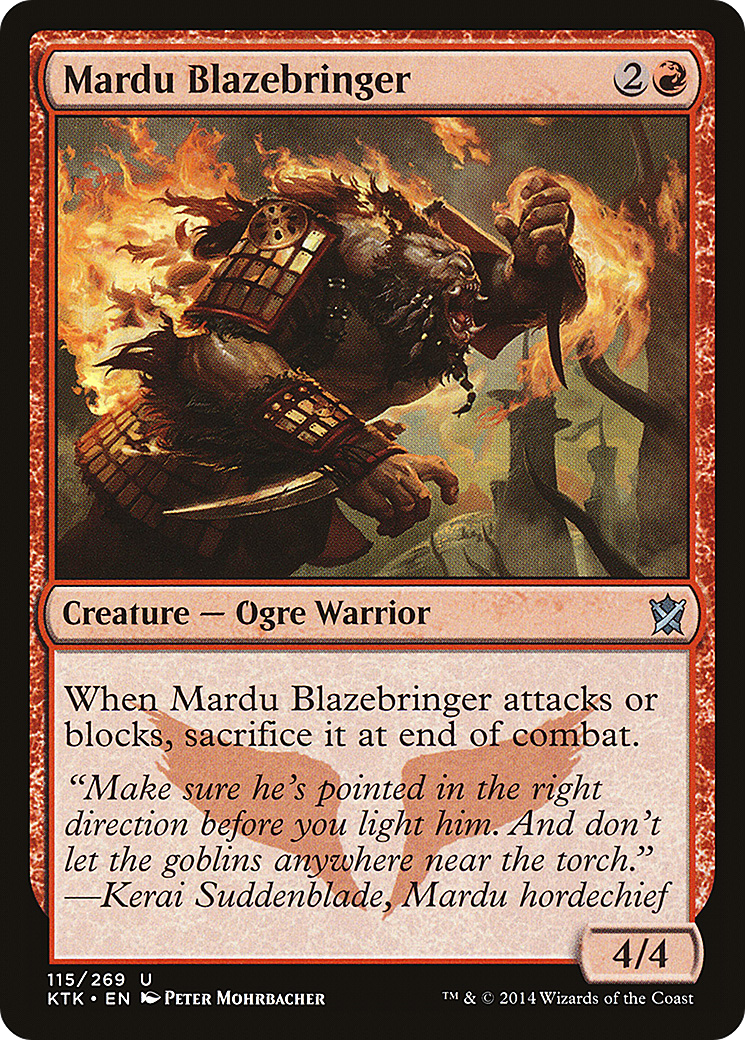 Mardu Blazebringer 2
Creature — Ogre Warrior
When Mardu Blazebringer attacks or
blocks, sacrifice it at end of combat.
“Make sure he’s pointed in the right
direction before you light him. And don’t
let the goblins anywhere near the torch.”
—Kerai Suddenblade, Mardu hordechief
4/4
115/269 U
KTK • EN Peter Mohrbacher
™ & © 2014 Wizards of the Coast